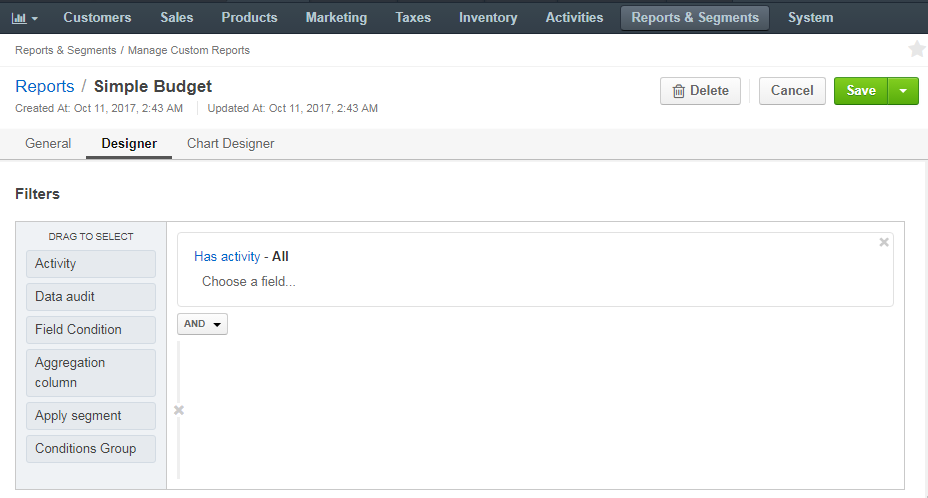 Customers Sales Products Marketing Taxes Inventory Activities Reports & Segments System
Reports & Segments / Manage Custom Reports
Reports / Simple Budget
Delete Cancel Save
Created At: Oct 11, 2017, 2:43 AM Updated At: Oct 11, 2017, 2:43 AM
General Designer Chart Designer
Filters
DRAG TO SELECT
Activity
Data audit
Field Condition
Aggregation
column
Apply segment
Conditions Group
Has activity - All
Choose a field...
AND